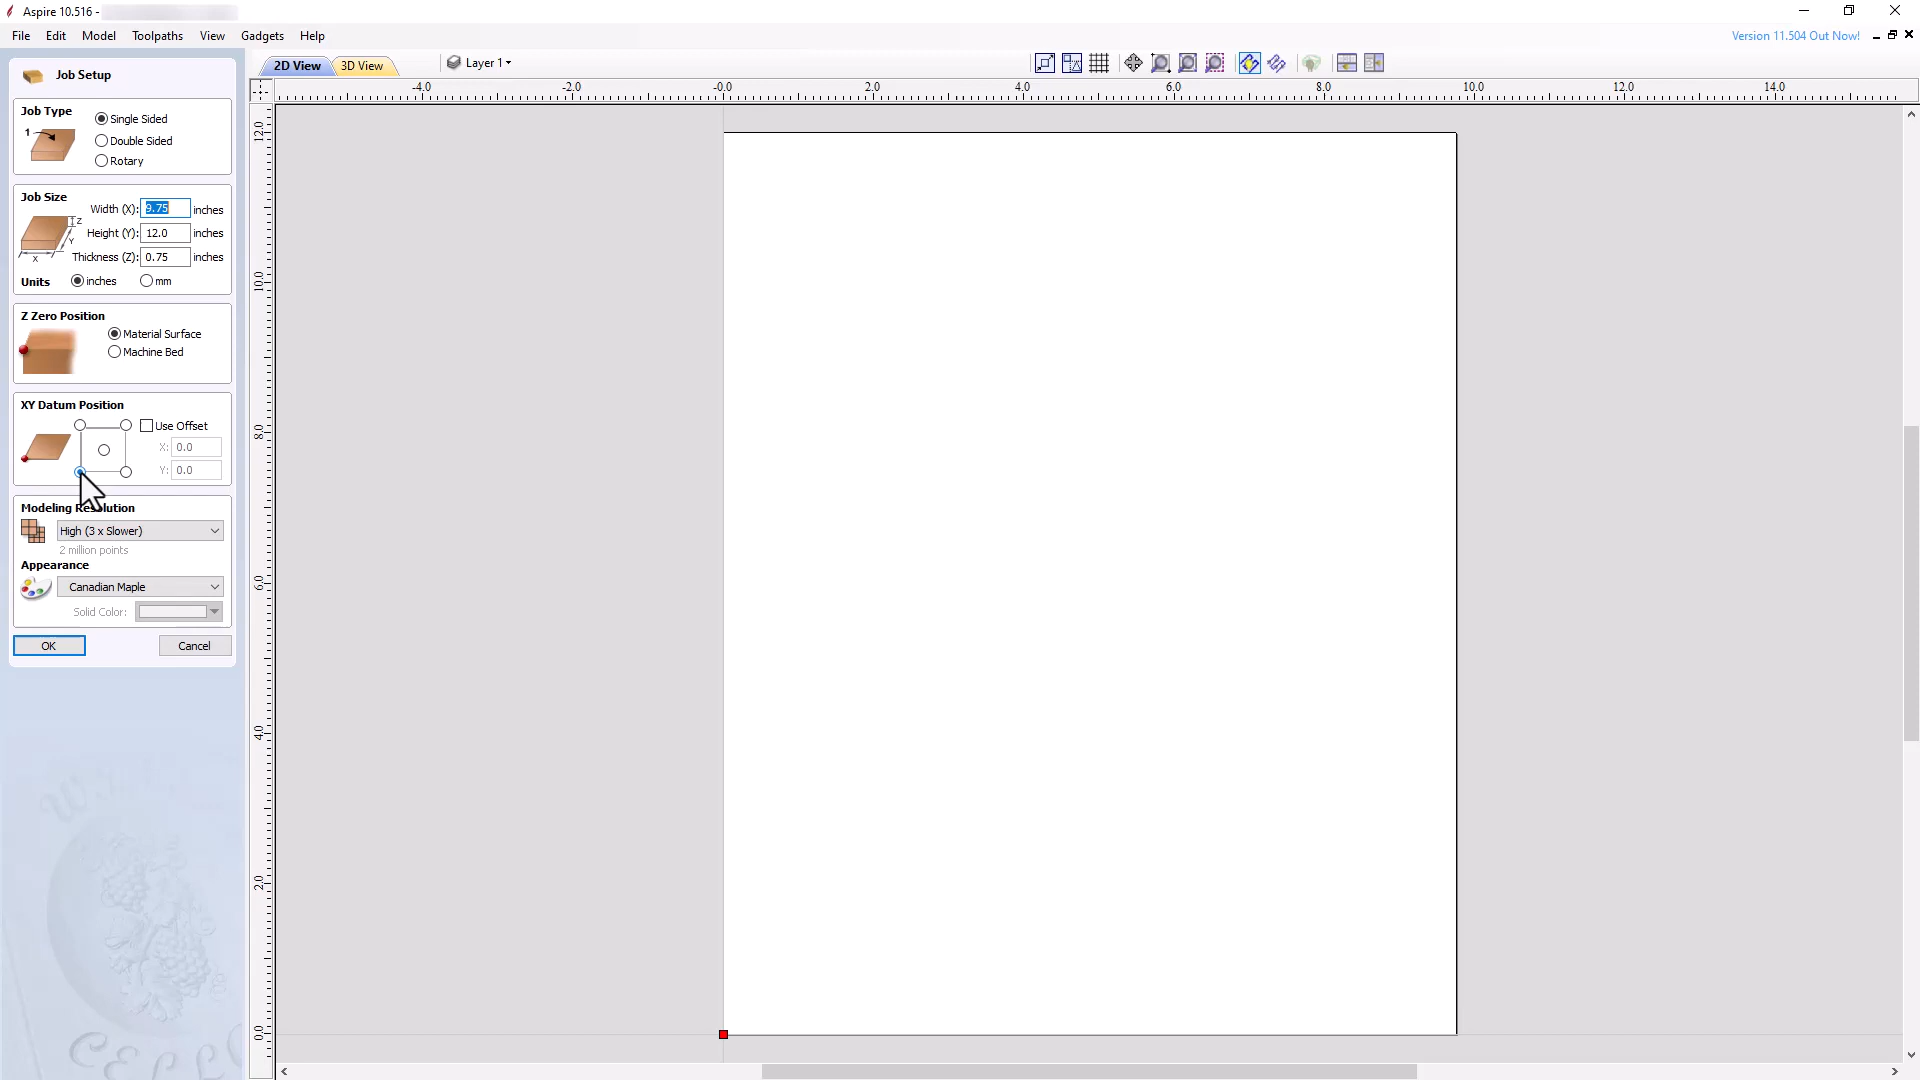 Aspire 10.516 -
File Edit Model Toolpaths View Gadgets Help
Version 11.504 Out Now!
2D View 3D View Layer 1
-4.0 -2.0 -0.0 2.0 4.0 6.0 8.0 10.0 12.0 14.0
12.0
10.0
8.0
6.0
4.0
2.0
0.0
Job Setup
Job Type
1
Single Sided
Double Sided
Rotary
Job Size
Width (X): 9.75 inches
Height (Y): 12.0 inches
Thickness (Z): 0.75 inches
Z
Y
X
Units inches mm
Z Zero Position
Material Surface
Machine Bed
XY Datum Position
Use Offset
X: 0.0
Y: 0.0
Modeling Resolution
High (3 x Slower)
2 million points
Appearance
Canadian Maple
Solid Color:
OK Cancel